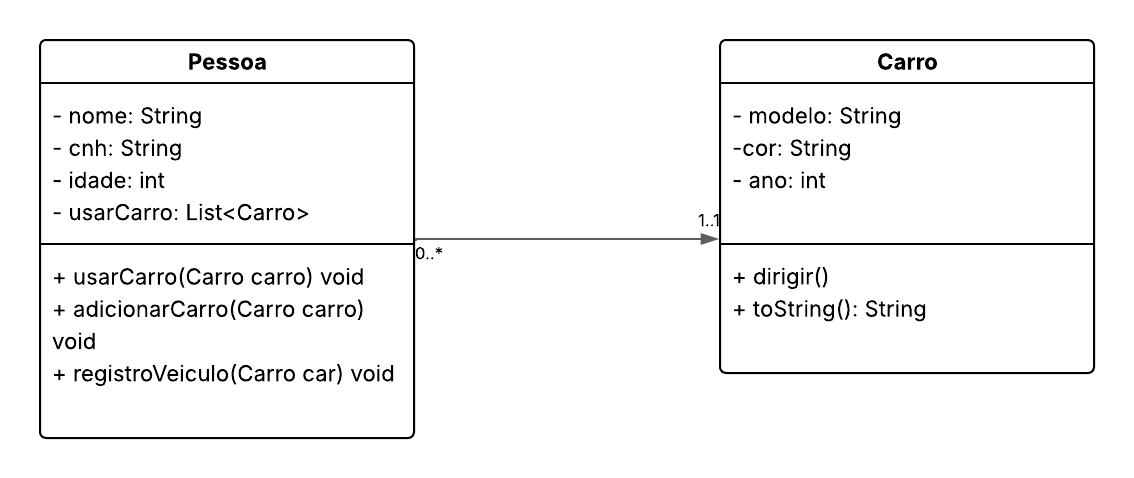 Pessoa
- nome: String
- cnh: String
- idade: int
- usarCarro: List<Carro>
+ usarCarro(Carro carro) void
+ adicionarCarro(Carro carro)
void
+ registroVeiculo(Carro car) void
0..*
1..1
Carro
- modelo: String
-cor: String
- ano: int
+ dirigir()
+ toString(): String